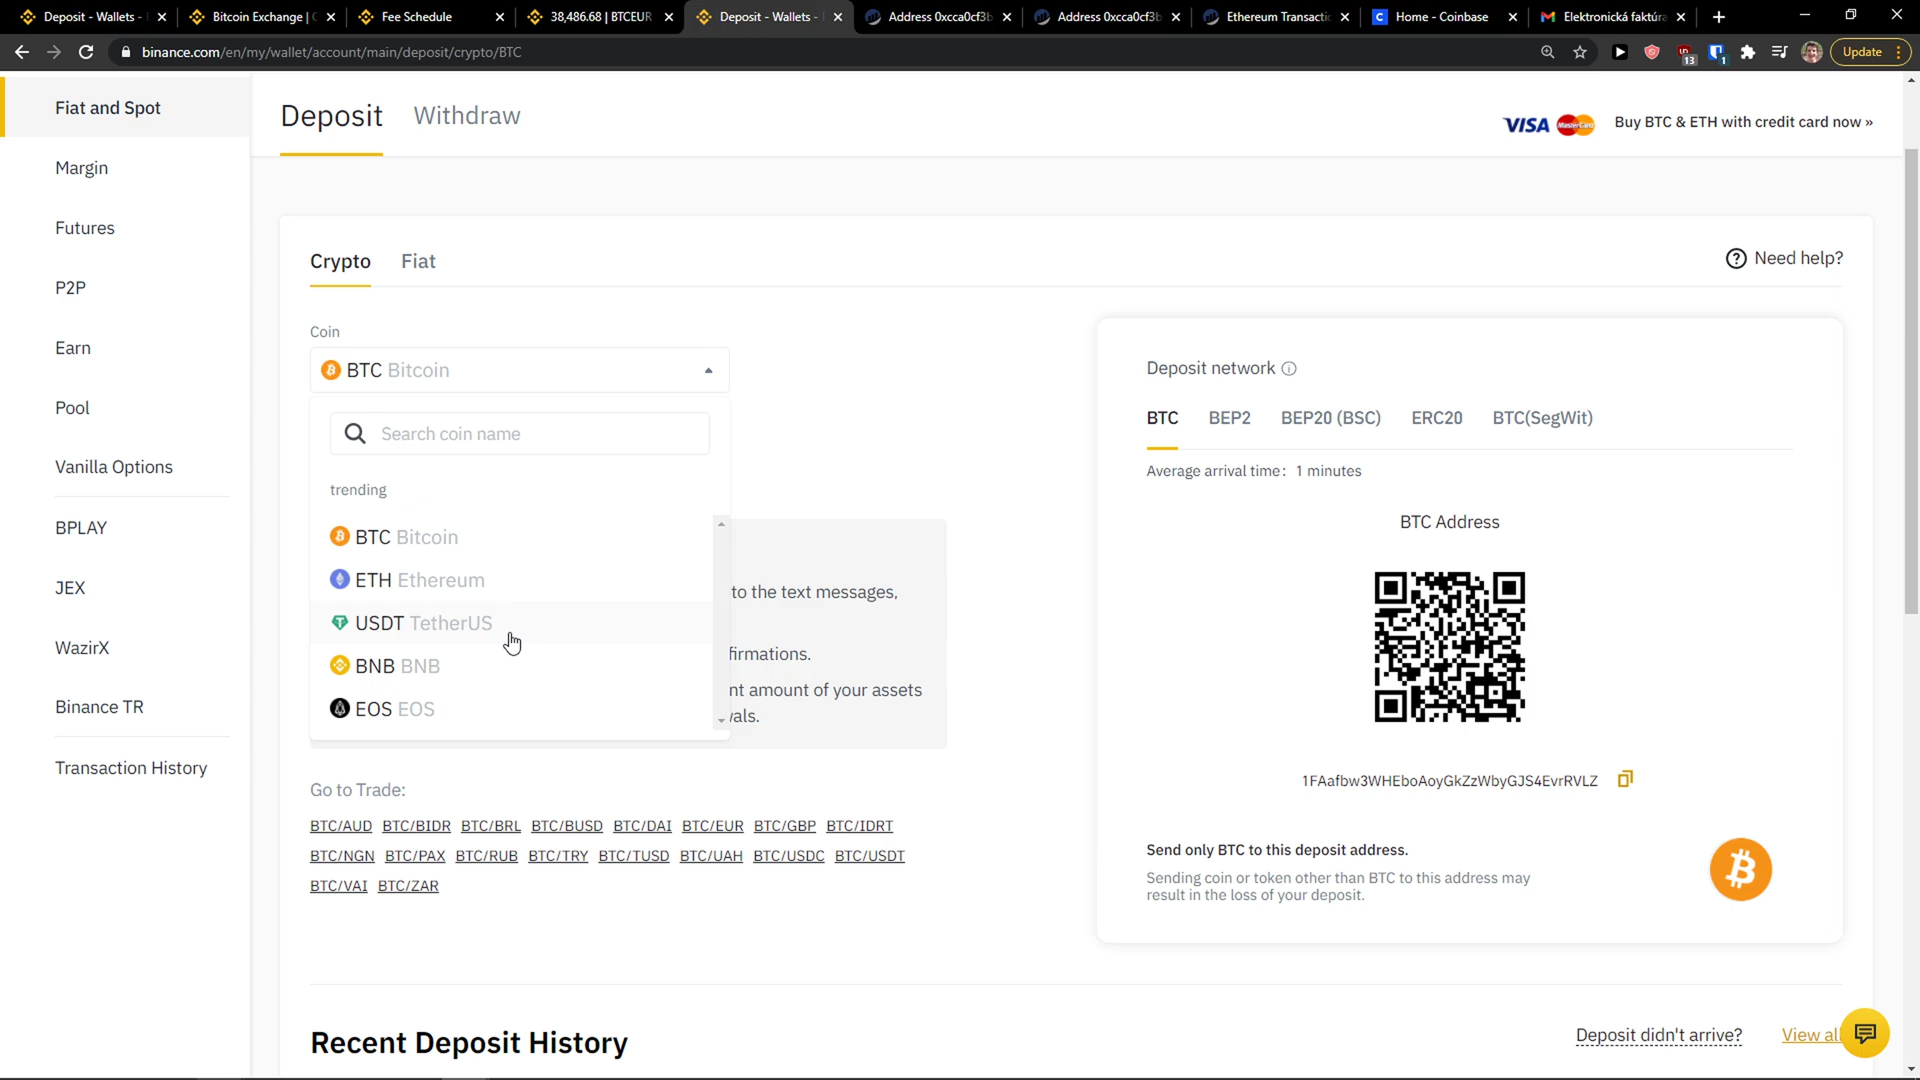 Deposit - Wallets -
Bitcoin Exchange |
Fee Schedule
38,486.68 | BTCEUR
Deposit - Wallets -
Address 0xcca0cf3b
Address 0xcca0cf3b
Ethereum Transactic
Home - Coinbase
Elektronická faktúra
binance.com/en/my/wallet/account/main/deposit/crypto/BTC
13
1
Update
Fiat and Spot
Margin
Futures
P2P
Earn
Pool
Vanilla Options
BPLAY
JEX
WazirX
Binance TR
Transaction History
Deposit Withdraw
VISA MasterCard Buy BTC & ETH with credit card now »
Crypto Fiat
Need help?
Coin
BTC Bitcoin
Search coin name
trending
BTC Bitcoin
ETH Ethereum
USDT TetherUS
BNB BNB
EOS EOS
to the text messages,
firmations.
nt amount of your assets
vals.
Go to Trade:
BTC/AUD BTC/BIDR BTC/BRL BTC/BUSD BTC/DAI BTC/EUR BTC/GBP BTC/IDRT
BTC/NGN BTC/PAX BTC/RUB BTC/TRY BTC/TUSD BTC/UAH BTC/USDC BTC/USDT
BTC/VAI BTC/ZAR
Deposit network
BTC BEP2 BEP20 (BSC) ERC20 BTC(SegWit)
Average arrival time: 1 minutes
BTC Address
1FAafbw3WHEboAoyGkZzWbyGJS4EvrRVLZ
Send only BTC to this deposit address.
Sending coin or token other than BTC to this address may
result in the loss of your deposit.
Recent Deposit History
Deposit didn't arrive?
View all